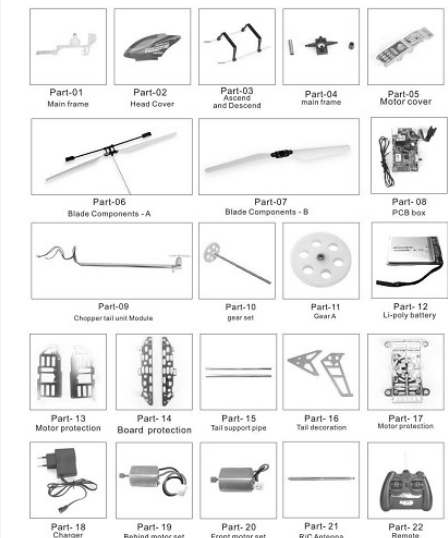 Part-01
Main frame
Part-02
Head Cover
Part-03
Ascend
and Descend
Part-04
main frame
Part-05
Motor cover
Part-06
Blade Components - A
Part-07
Blade Components - B
Part- 08
PCB box
Part-09
Chopper tail unit Module
Part-10
gear set
Part-11
Gear A
Part- 12
Li-poly battery
Part- 13
Motor protection
Part- 14
Board protection
Part- 15
Tail support pipe
Part- 16
Tail decoration
Part- 17
Motor protection
Part- 18
Charger
Part- 19
Behind motor set
Part- 20
Front motor set
Part- 21
R/C Antenna
Part- 22
Remote